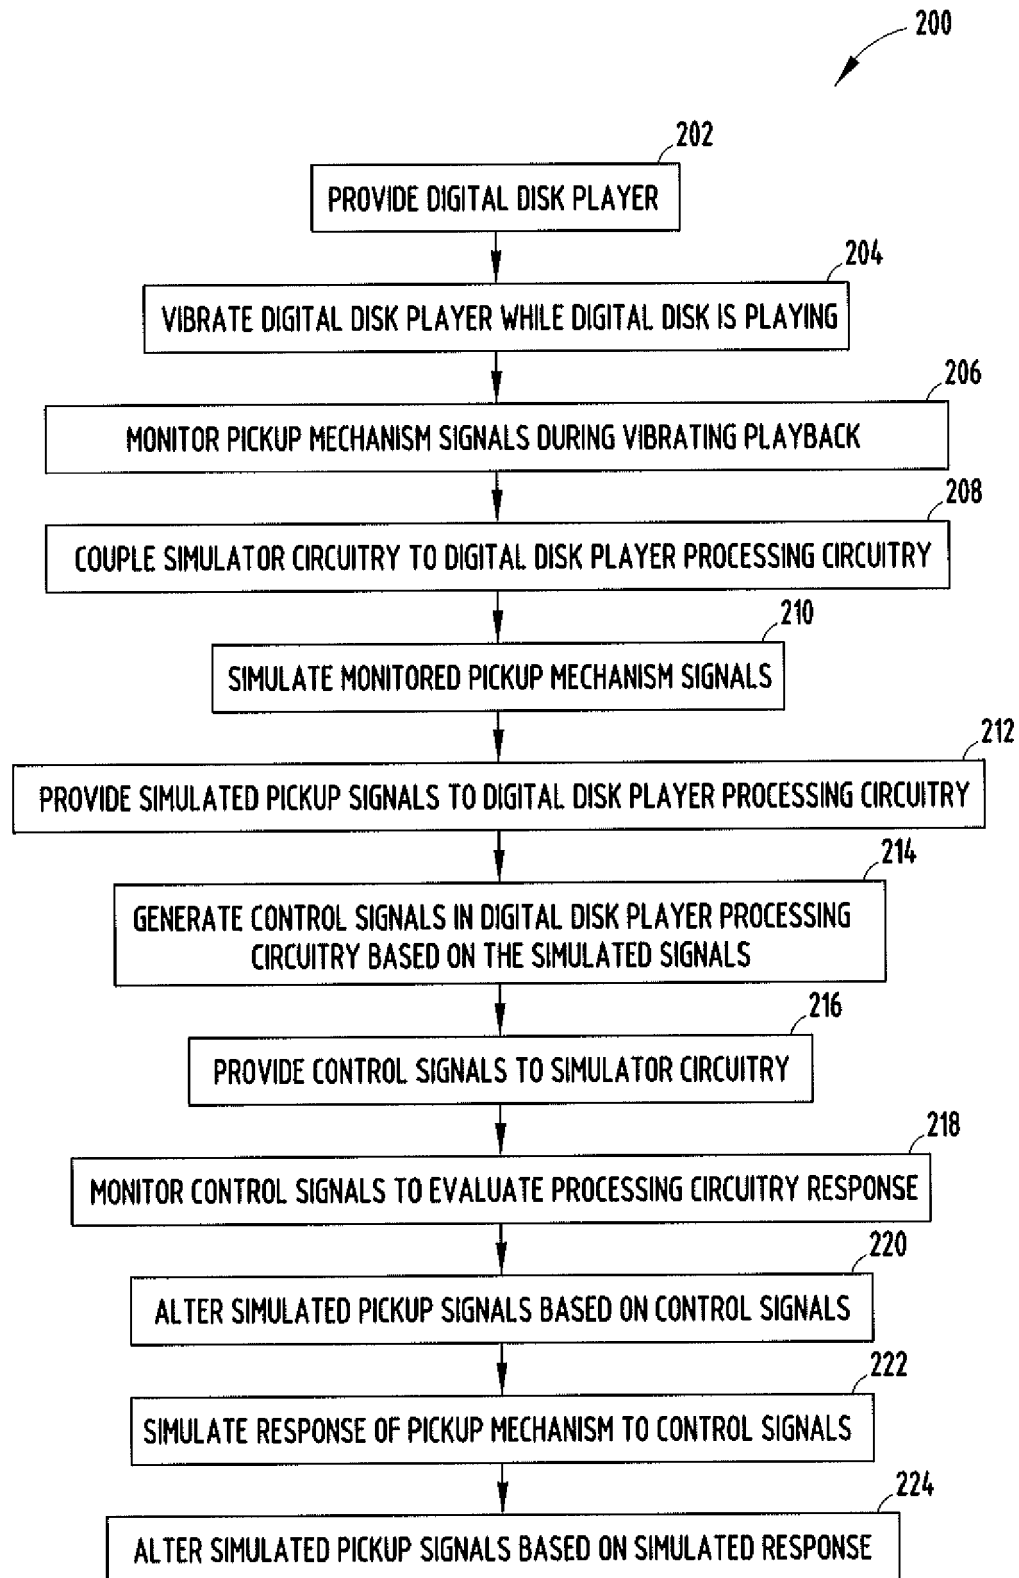 200
202
PROVIDE DIGITAL DISK PLAYER
204
VIBRATE DIGITAL DISK PLAYER WHILE DIGITAL DISK IS PLAYING
206
MONITOR PICKUP MECHANISM SIGNALS DURING VIBRATING PLAYBACK
208
COUPLE SIMULATOR CIRCUITRY TO DIGITAL DISK PLAYER PROCESSING CIRCUITRY
210
SIMULATE MONITORED PICKUP MECHANISM SIGNALS
212
PROVIDE SIMULATED PICKUP SIGNALS TO DIGITAL DISK PLAYER PROCESSING CIRCUITRY
214
GENERATE CONTROL SIGNALS IN DIGITAL DISK PLAYER PROCESSING
CIRCUITRY BASED ON THE SIMULATED SIGNALS
216
PROVIDE CONTROL SIGNALS TO SIMULATOR CIRCUITRY
218
MONITOR CONTROL SIGNALS TO EVALUATE PROCESSING CIRCUITRY RESPONSE
220
ALTER SIMULATED PICKUP SIGNALS BASED ON CONTROL SIGNALS
222
SIMULATE RESPONSE OF PICKUP MECHANISM TO CONTROL SIGNALS
224
ALTER SIMULATED PICKUP SIGNALS BASED ON SIMULATED RESPONSE